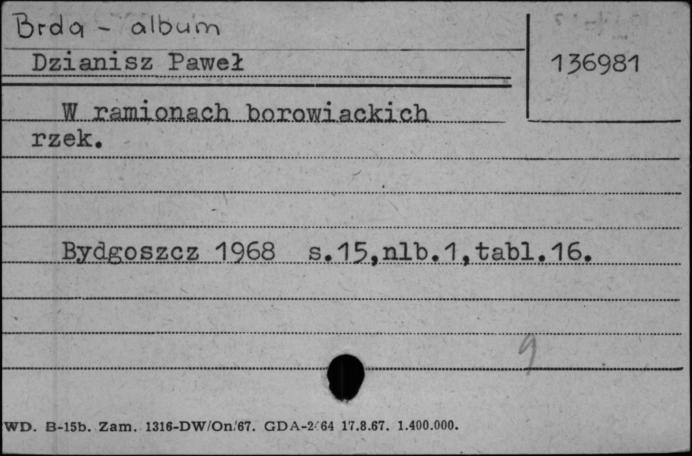 Brda - album
Dzianisz Paweł
136981
W ramionach borowiackich
rzek.
Bydgoszcz 1968 s.15,nlb.1,tabl.16.
9
WD. B-15b. Zam. 1316-DW/On/67. GDA-2/64 17.8.67. 1.400.000.